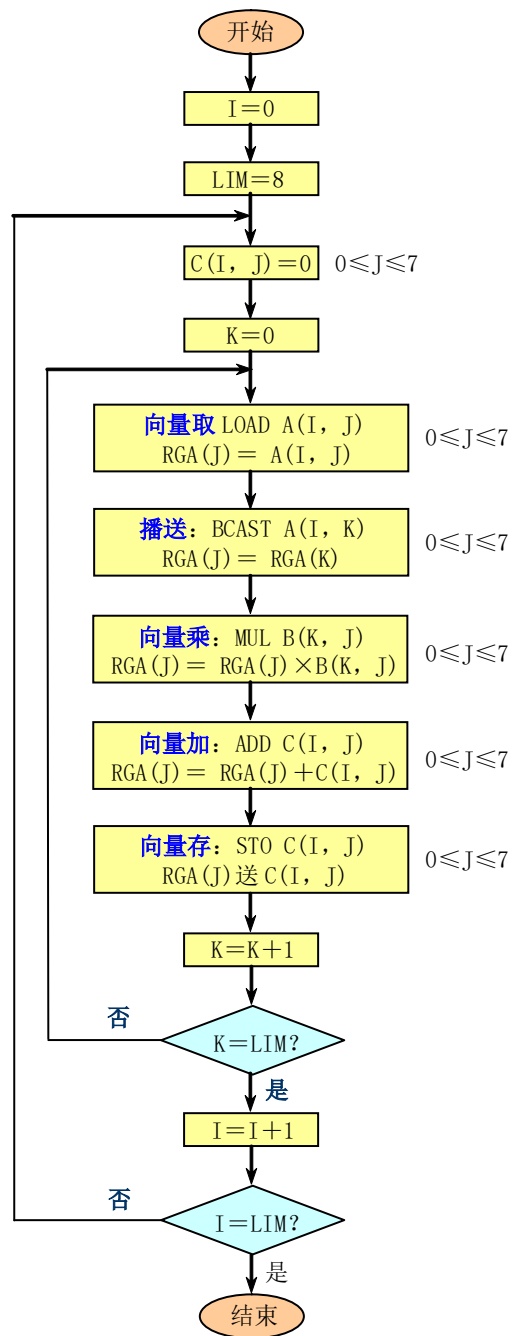 开始
I=0
LIM=8
C(I, J)=0 0≤J≤7
K=0
向量取 LOAD A(I, J)
RGA(J)= A(I, J)
0≤J≤7
播送: BCAST A(I, K)
RGA(J)= RGA(K)
0≤J≤7
向量乘: MUL B(K, J)
RGA(J)= RGA(J)×B(K, J)
0≤J≤7
向量加: ADD C(I, J)
RGA(J)= RGA(J)+C(I, J)
0≤J≤7
向量存: STO C(I, J)
RGA(J)送 C(I, J)
0≤J≤7
K=K+1
否
K=LIM?
是
I=I+1
否
I=LIM?
是
结束